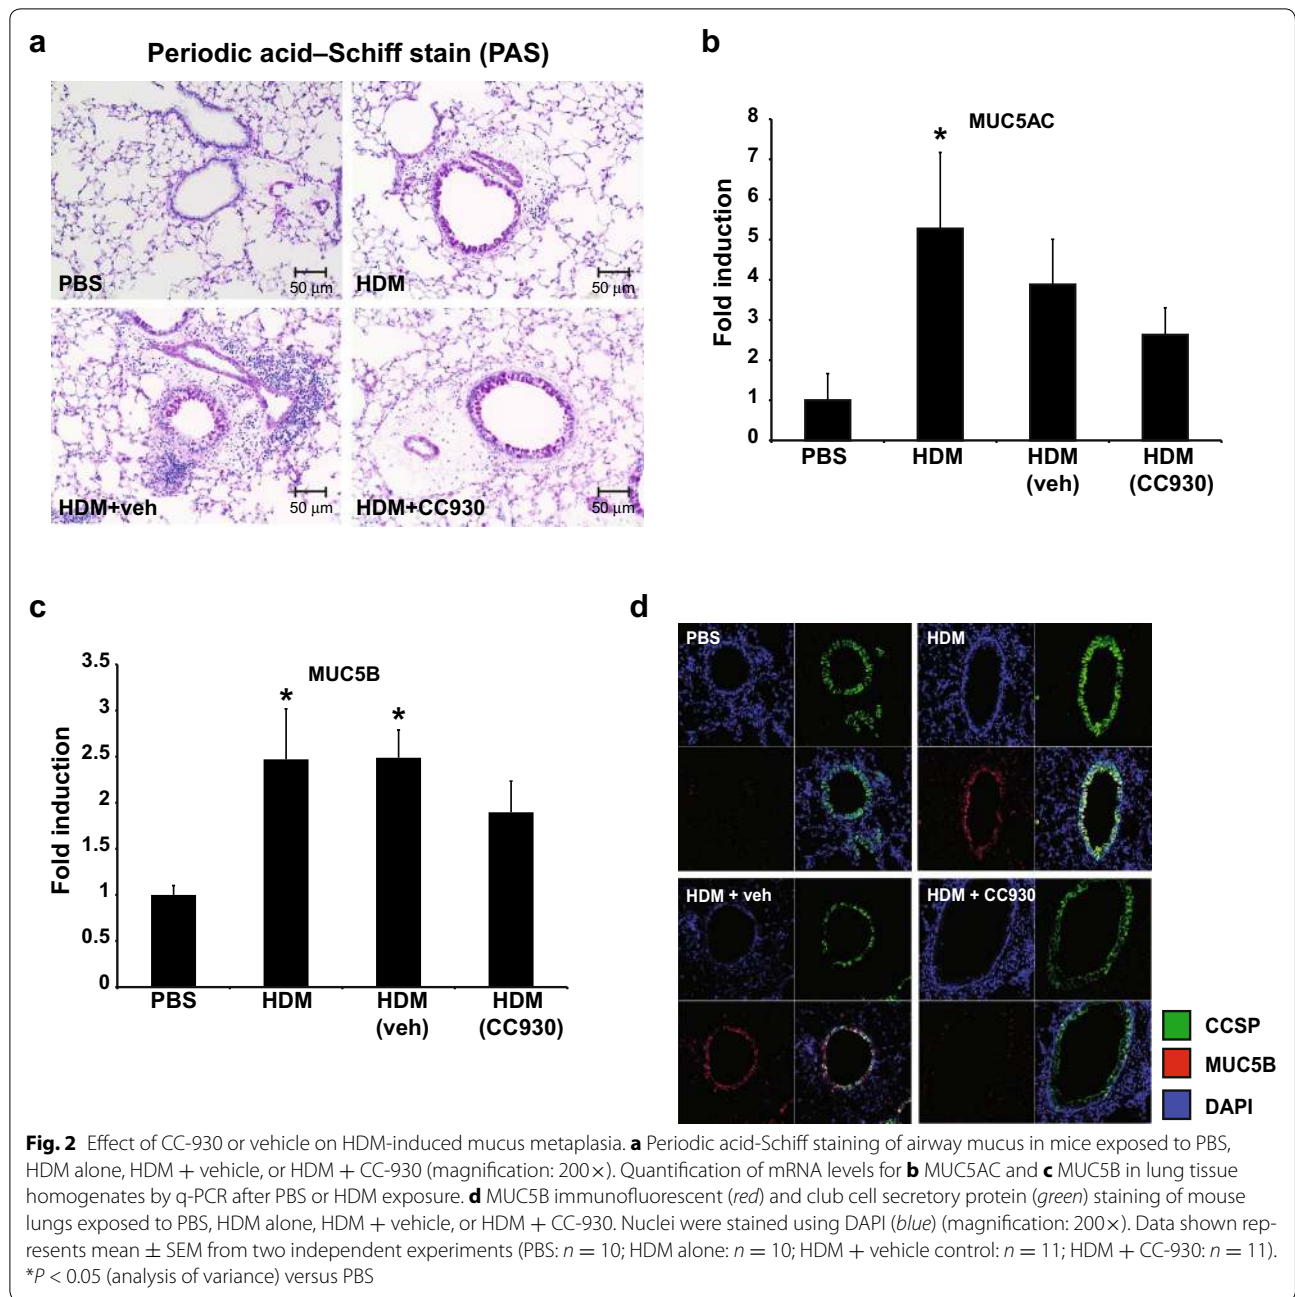 a
Periodic acid–Schiff stain (PAS)
PBS
50 µm
HDM
50 µm
HDM+veh
50 µm
HDM+CC930
50 µm
b
MUC5AC
Fold induction
8
7
6
5
4
3
2
1
0
*
PBS
HDM
HDM
(veh)
HDM
(CC930)
c
MUC5B
Fold induction
3.5
3
2.5
2
1.5
1
0.5
0
*
*
PBS
HDM
HDM
(veh)
HDM
(CC930)
d
PBS
HDM
HDM + veh
HDM + CC930
CCSP
MUC5B
DAPI
Fig. 2 Effect of CC-930 or vehicle on HDM-induced mucus metaplasia. a Periodic acid-Schiff staining of airway mucus in mice exposed to PBS,
HDM alone, HDM + vehicle, or HDM + CC-930 (magnification: 200×). Quantification of mRNA levels for b MUC5AC and c MUC5B in lung tissue
homogenates by q-PCR after PBS or HDM exposure. d MUC5B immunofluorescent (red) and club cell secretory protein (green) staining of mouse
lungs exposed to PBS, HDM alone, HDM + vehicle, or HDM + CC-930. Nuclei were stained using DAPI (blue) (magnification: 200×). Data shown rep-
resents mean ± SEM from two independent experiments (PBS: n = 10; HDM alone: n = 10; HDM + vehicle control: n = 11; HDM + CC-930: n = 11).
*P < 0.05 (analysis of variance) versus PBS